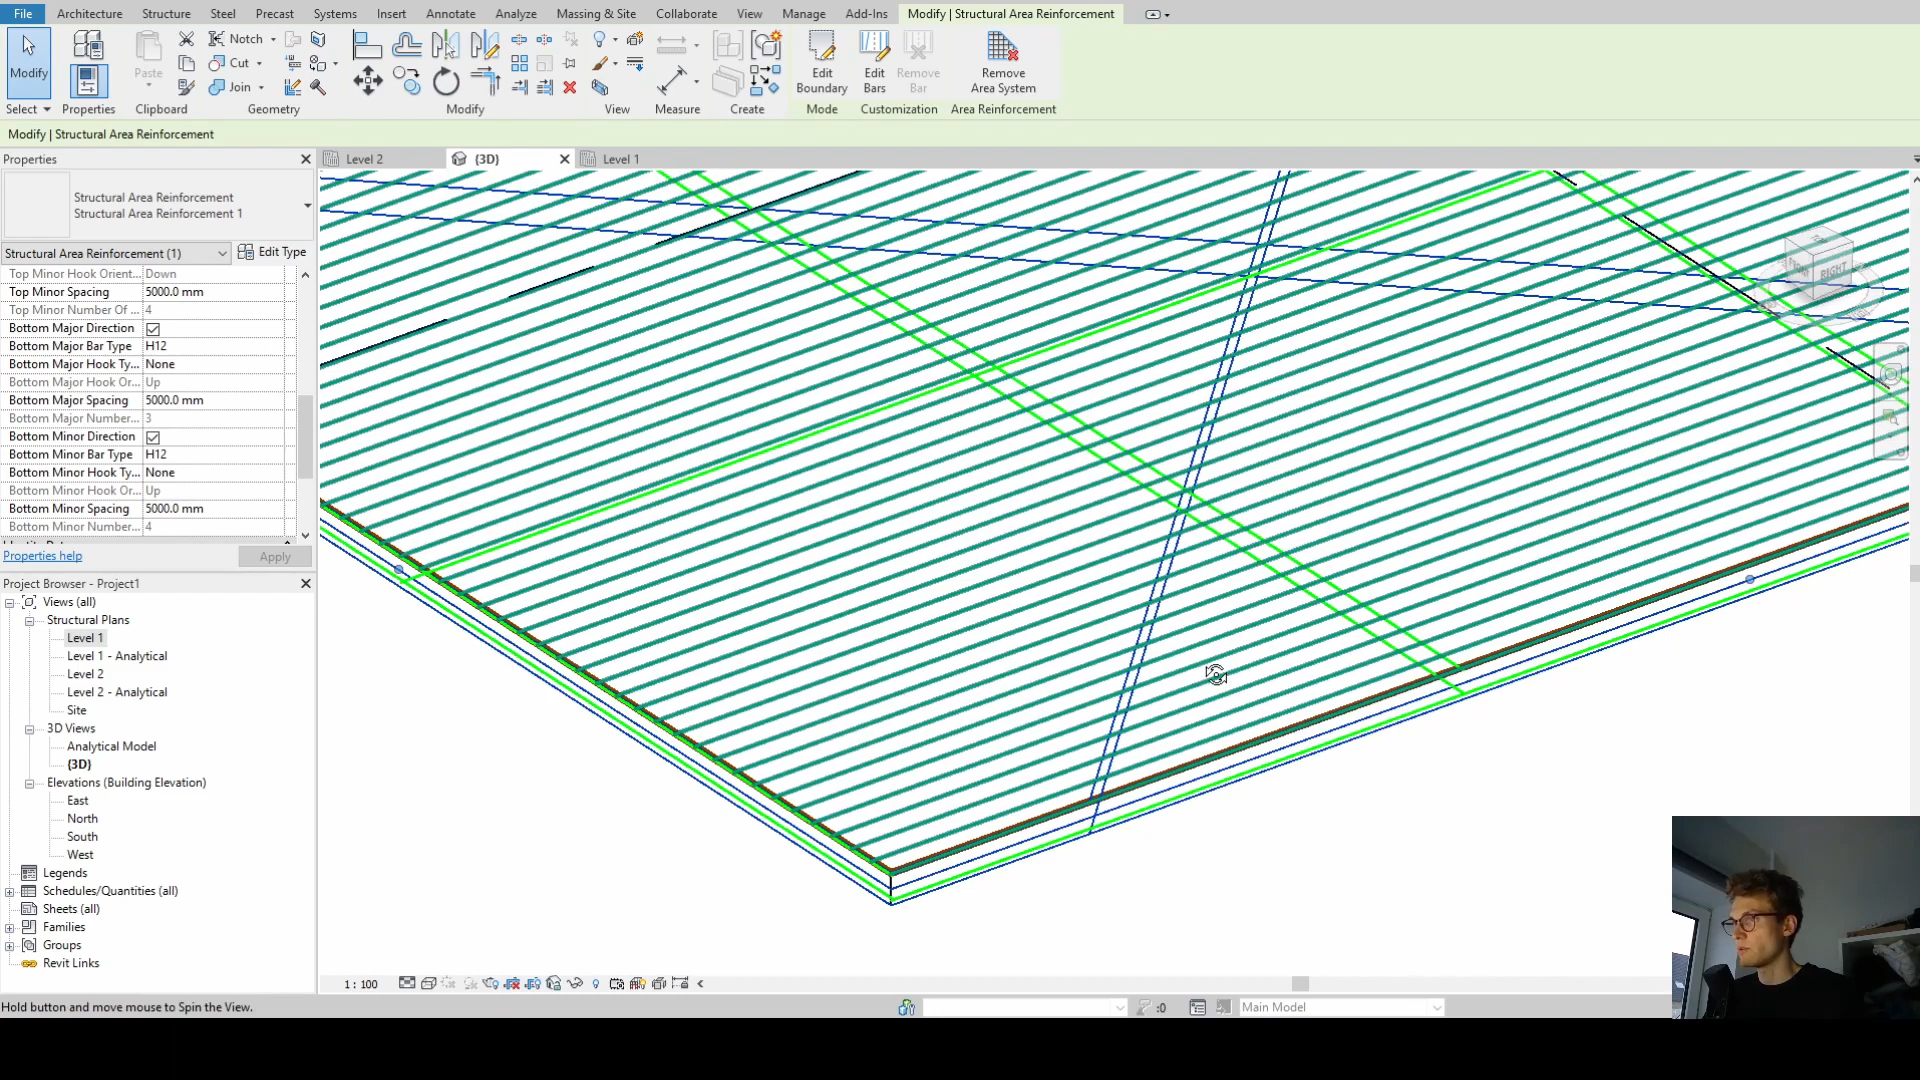 File Architecture Structure Steel Precast Systems Insert Annotate Analyze Massing & Site Collaborate View Manage Add-Ins Modify | Structural Area Reinforcement
Modify
Select
Properties
Paste
Clipboard
Notch
Cut
Join
Geometry
Modify
View
Measure
Create
Edit Boundary
Mode
Edit Bars
Remove Bar
Customization
Remove Area System
Area Reinforcement
Modify | Structural Area Reinforcement
Properties
Level 2
{3D}
Level 1
Structural Area Reinforcement
Structural Area Reinforcement 1
Structural Area Reinforcement (1)
Edit Type
Top Minor Hook Orient... Down
Top Minor Spacing 5000.0 mm
Top Minor Number Of ... 4
Bottom Major Direction
Bottom Major Bar Type H12
Bottom Major Hook Ty... None
Bottom Major Hook Or... Up
Bottom Major Spacing 5000.0 mm
Bottom Major Number... 3
Bottom Minor Direction
Bottom Minor Bar Type H12
Bottom Minor Hook Ty... None
Bottom Minor Hook Or... Up
Bottom Minor Spacing 5000.0 mm
Bottom Minor Number... 4
Properties help
Apply
Project Browser - Project1
Views (all)
Structural Plans
Level 1
Level 1 - Analytical
Level 2
Level 2 - Analytical
Site
3D Views
Analytical Model
{3D}
Elevations (Building Elevation)
East
North
South
West
Legends
Schedules/Quantities (all)
Sheets (all)
Families
Groups
Revit Links
RIGHT
1 : 100
Hold button and move mouse to Spin the View.
:0
Main Model